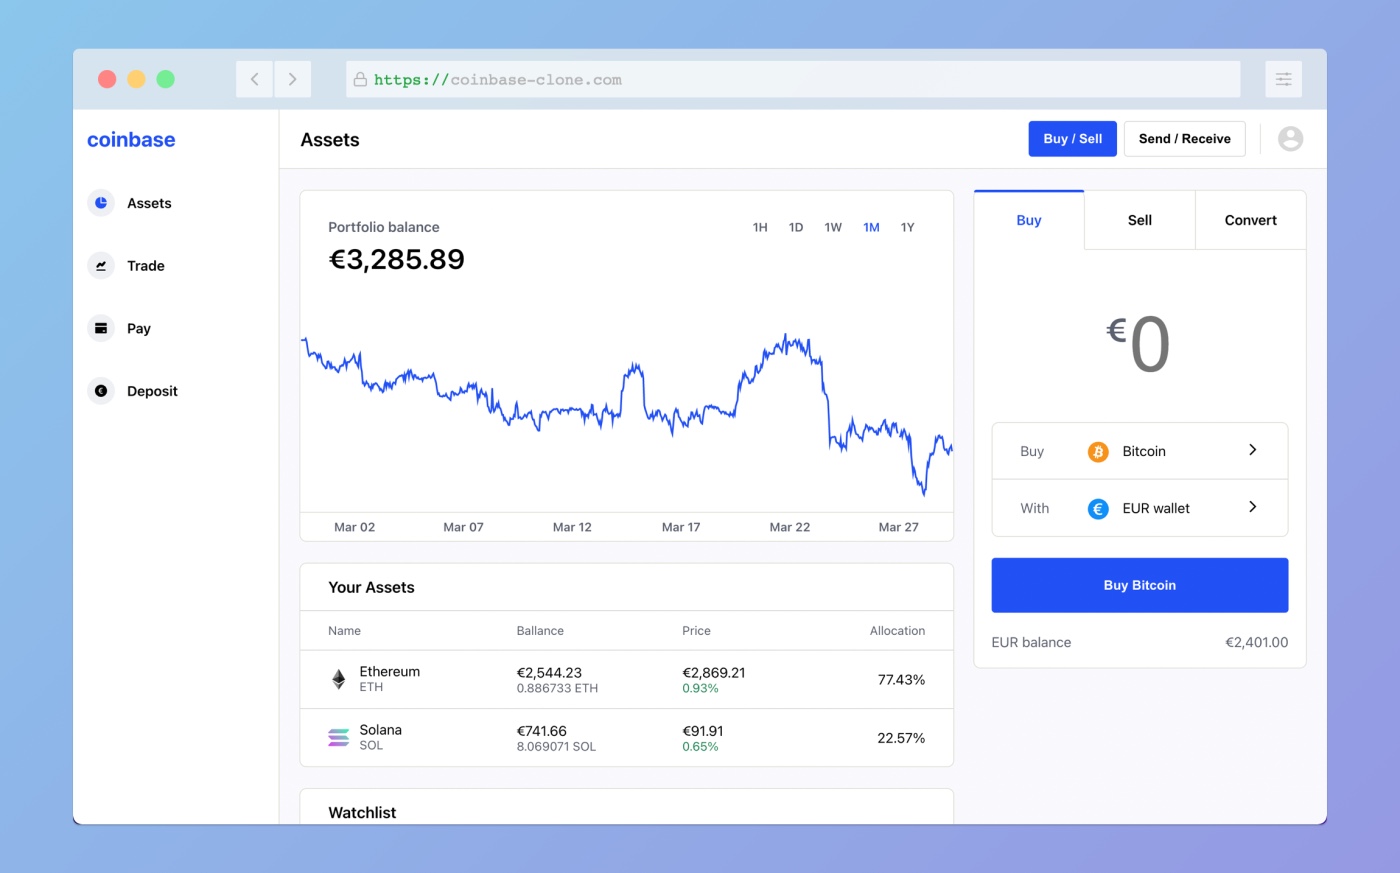 https://coinbase-clone.com
coinbase
Assets
Trade
Pay
Deposit
Assets
Buy / Sell
Send / Receive
Portfolio balance
€3,285.89
1H 1D 1W 1M 1Y
Mar 02 Mar 07 Mar 12 Mar 17 Mar 22 Mar 27
Your Assets
Name Ballance Price Allocation
Ethereum €2,544.23 €2,869.21 77.43%
ETH 0.886733 ETH 0.93%
Solana €741.66 €91.91 22.57%
SOL 8.069071 SOL 0.65%
Watchlist
Buy Sell Convert
€0
Buy Bitcoin
With EUR wallet
Buy Bitcoin
EUR balance €2,401.00